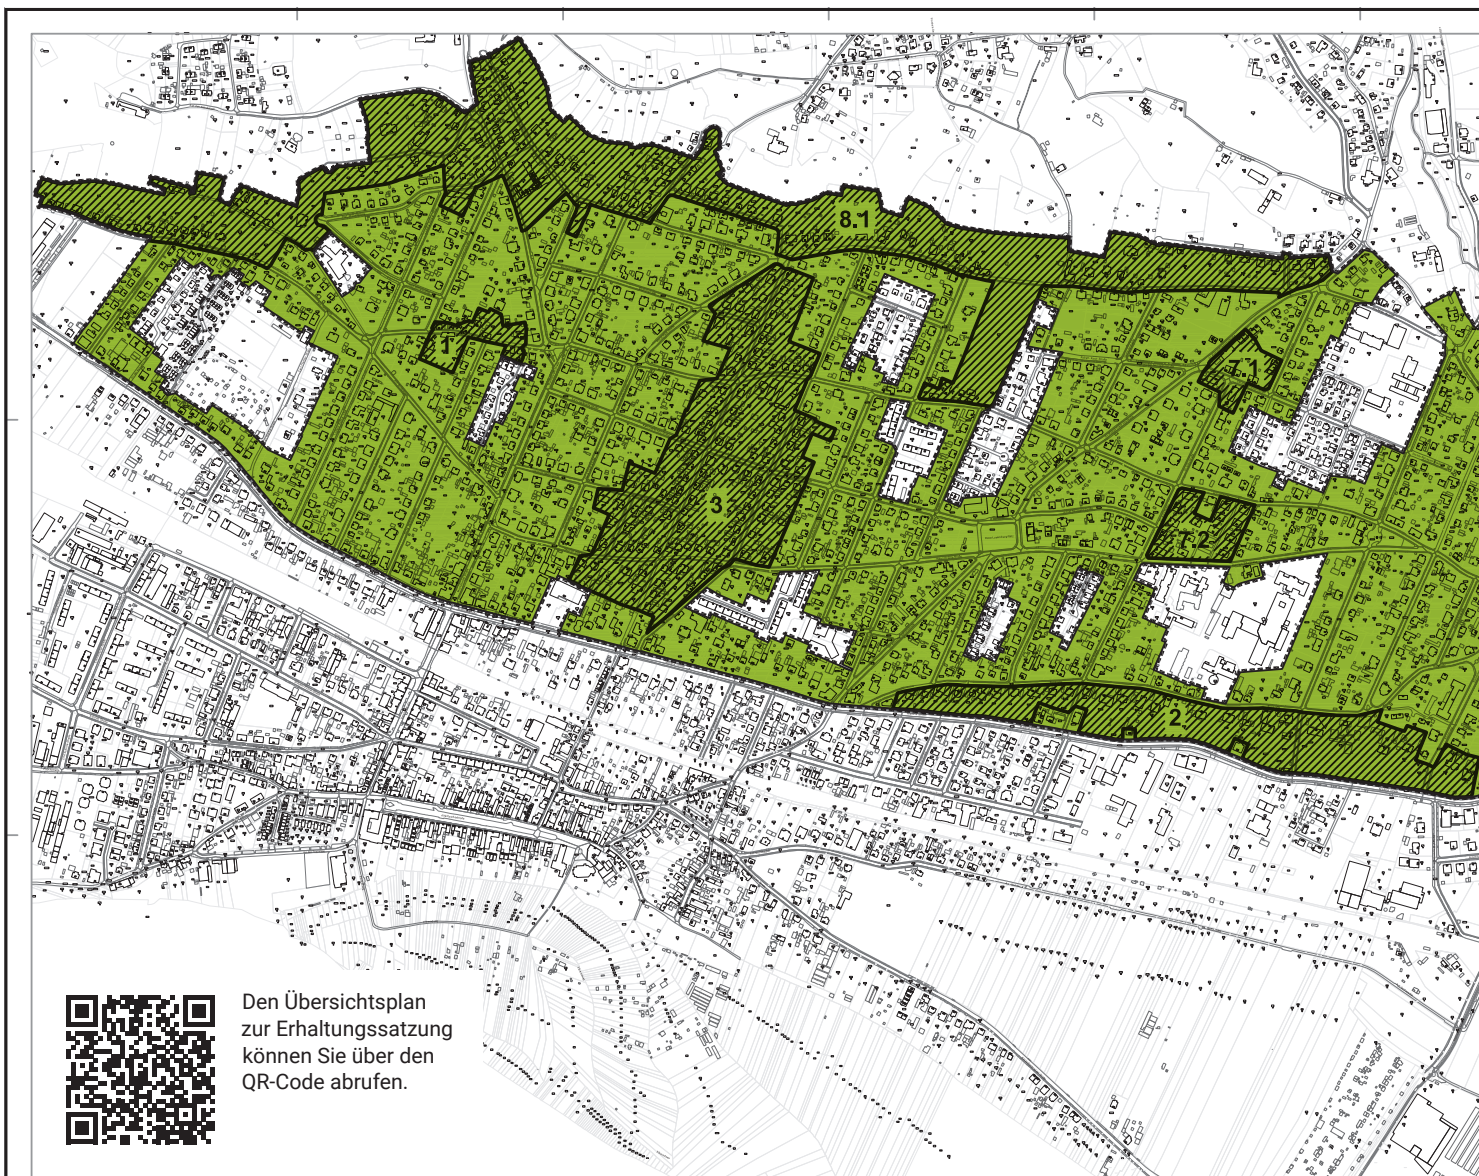 8.1
1
7.1
3
7.2
2
Den Übersichtsplan
zur Erhaltungssatzung
können Sie über den
QR-Code abrufen.